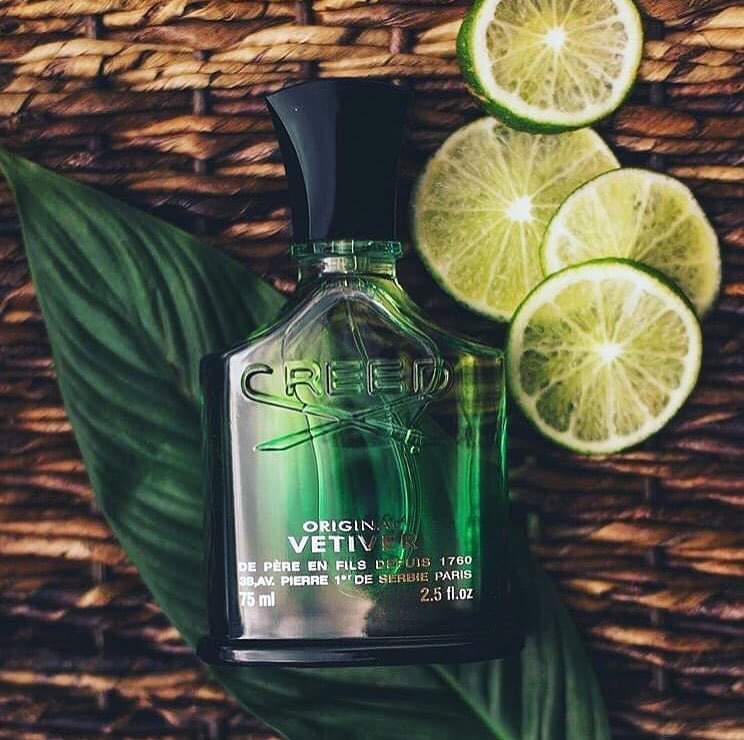 CREED
ORIGINAL
VETIVER
DE PÈRE EN FILS DEPUIS 1760
38,AV. PIERRE 1ᵉʳ DE SERBIE PARIS
75 ml 2.5 fl.oz